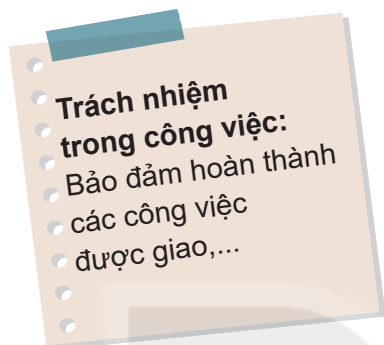 Trách nhiệm
trong công việc:
Bảo đảm hoàn thành
các công việc
được giao,...